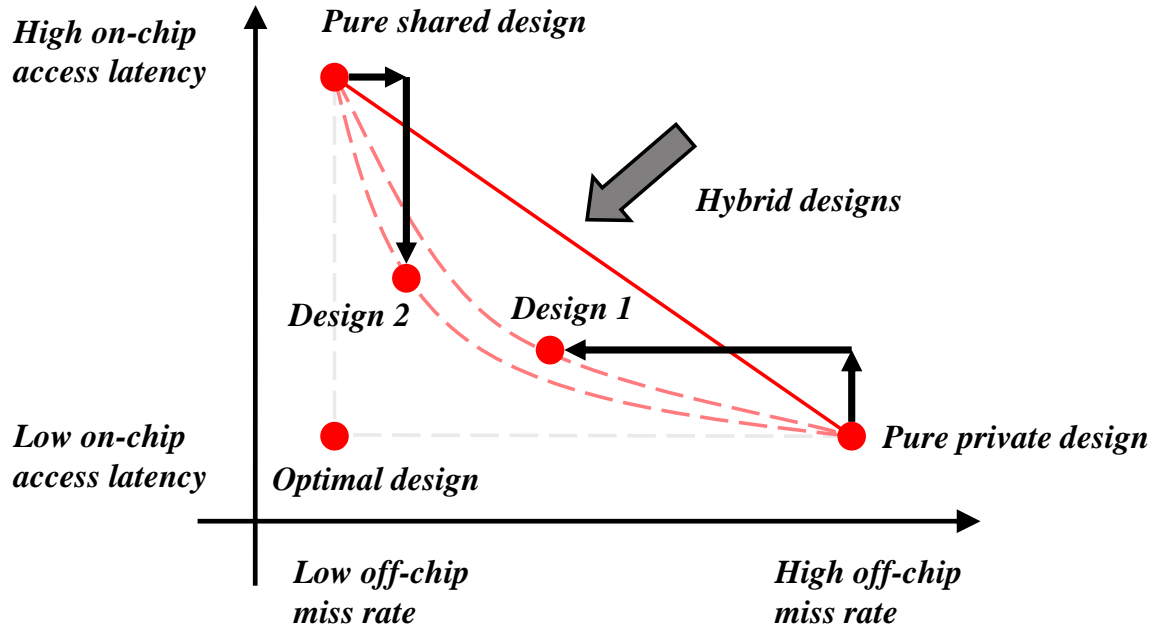 Pure shared design
High on-chip
access latency
Hybrid designs
Design 2
Design 1
Low on-chip
access latency
Pure private design
Optimal design
Low off-chip
miss rate
High off-chip
miss rate